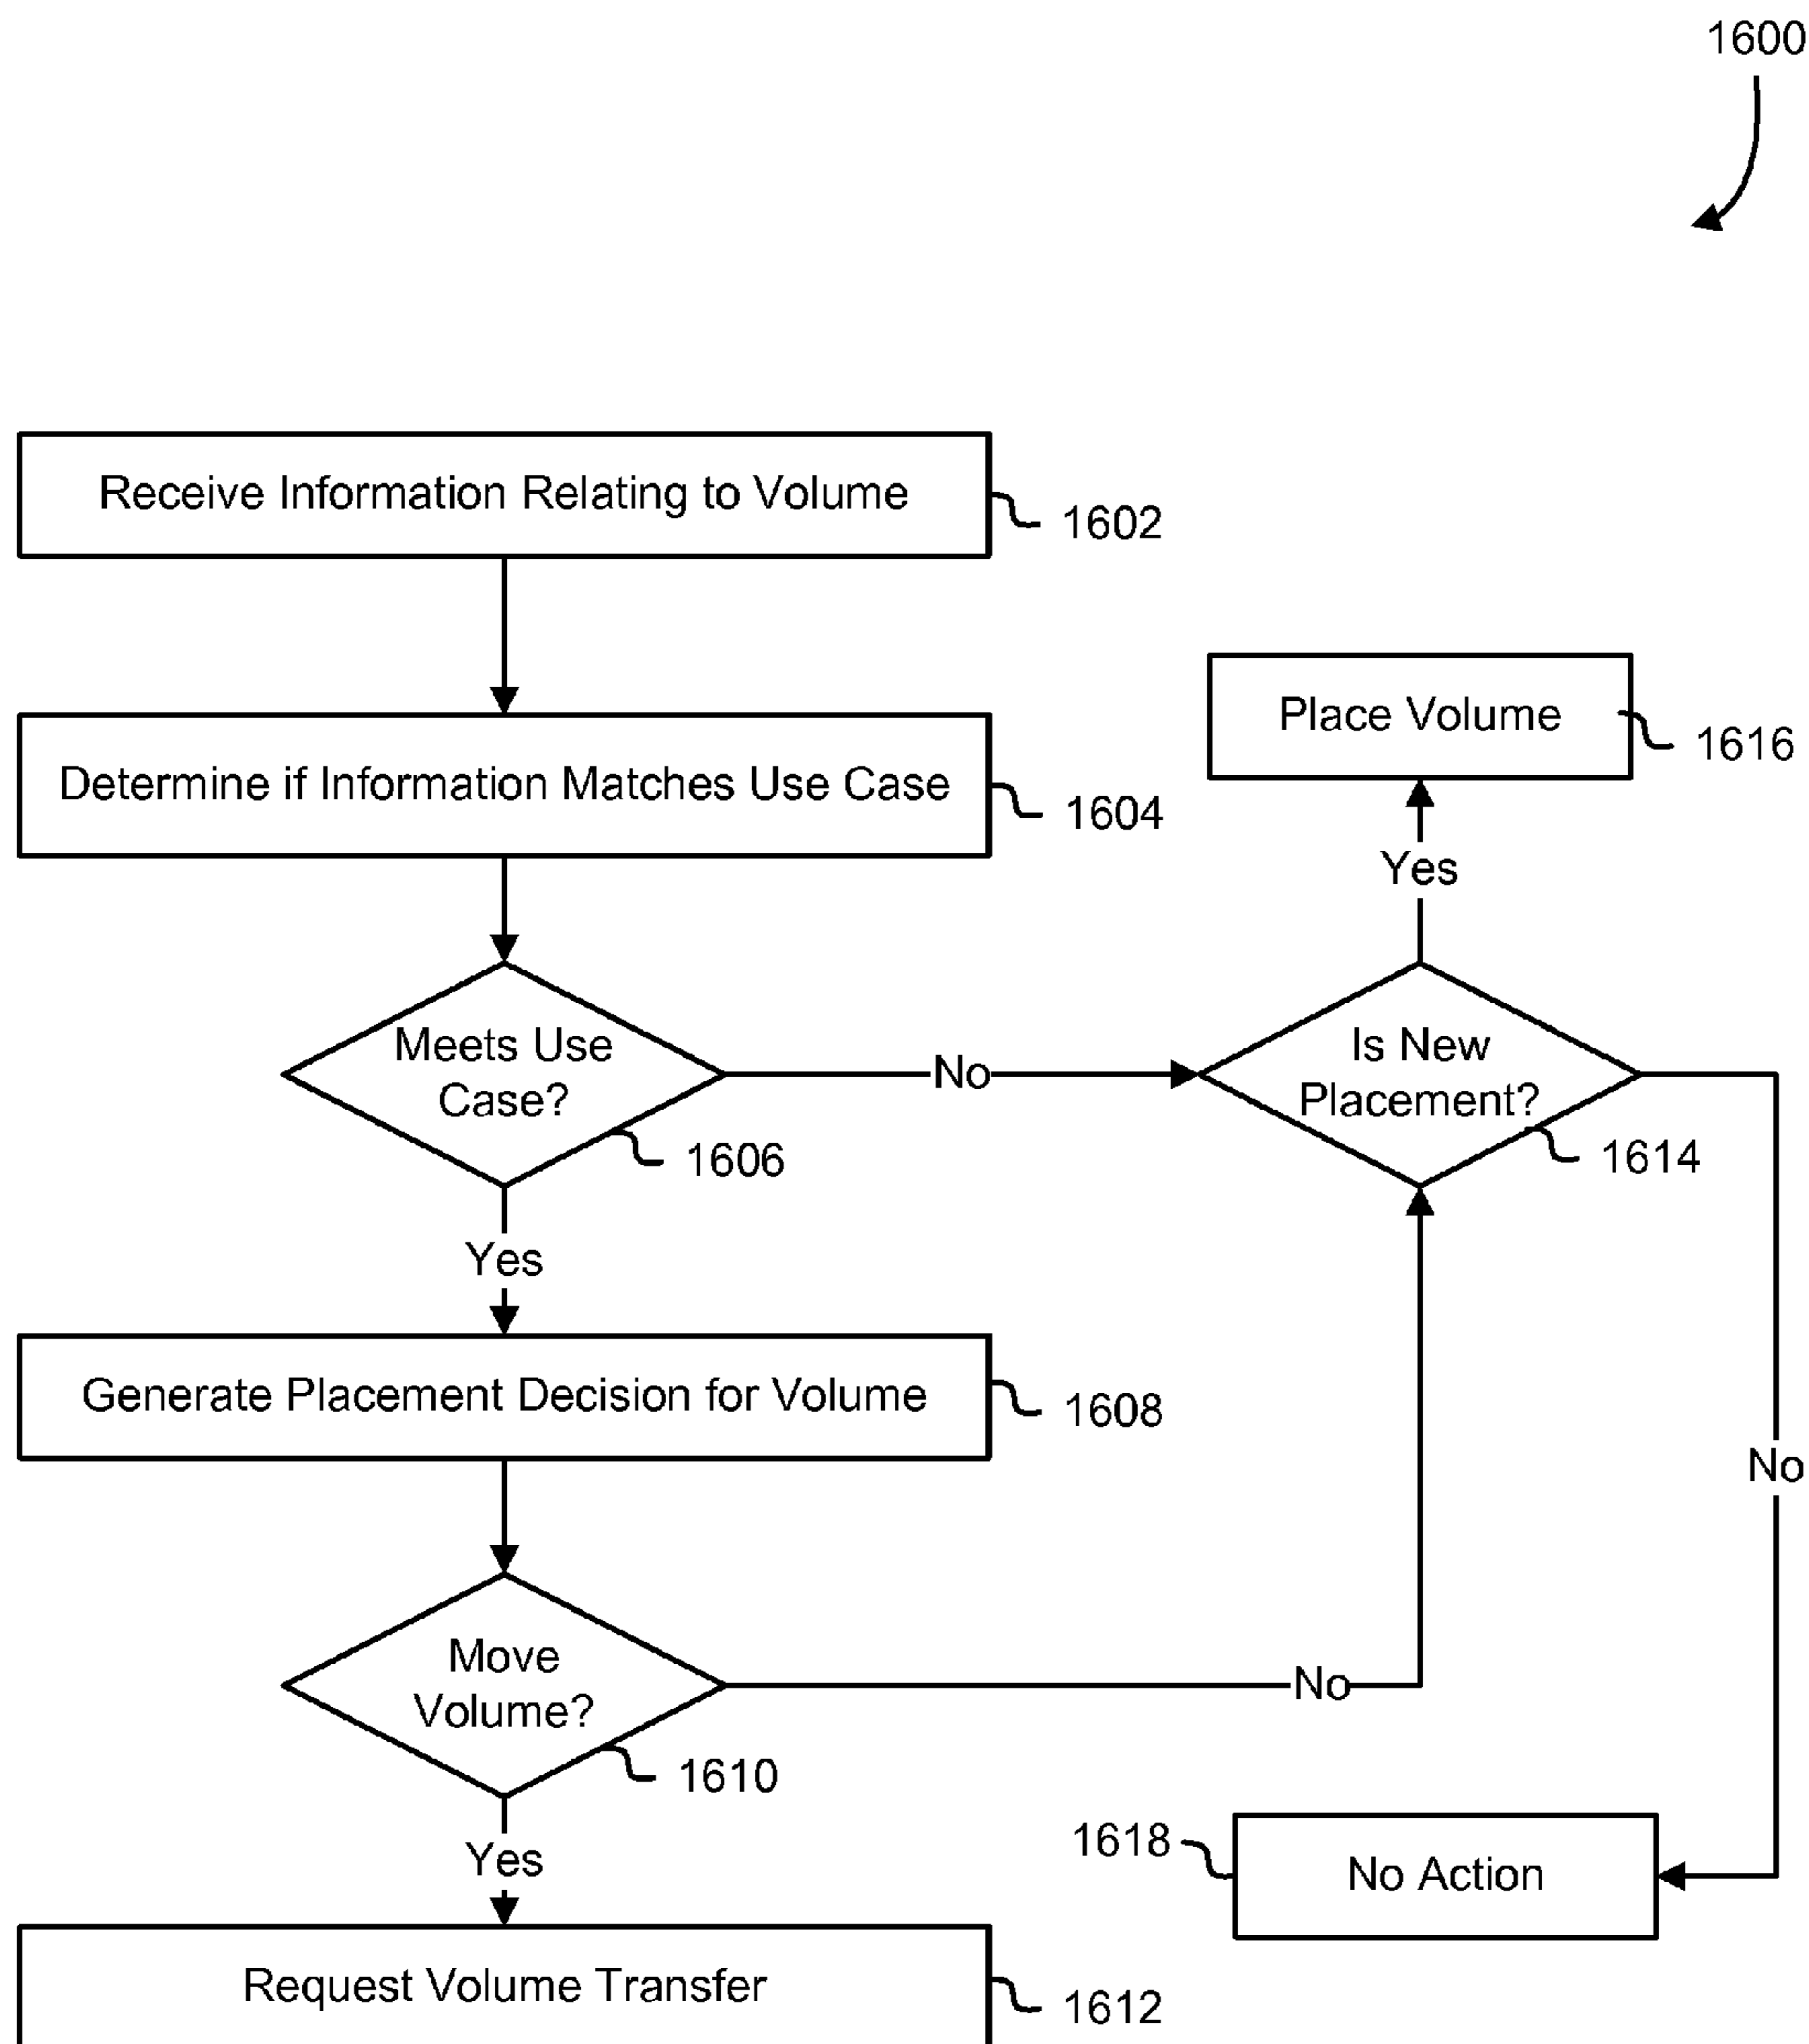 1600
Receive Information Relating to Volume
1602
Determine if Information Matches Use Case
1604
Place Volume
1616
Yes
Meets Use
Case?
1606
No
Is New
Placement?
1614
Yes
Generate Placement Decision for Volume
1608
No
Move
Volume?
1610
No
Yes
1618
No Action
Request Volume Transfer
1612